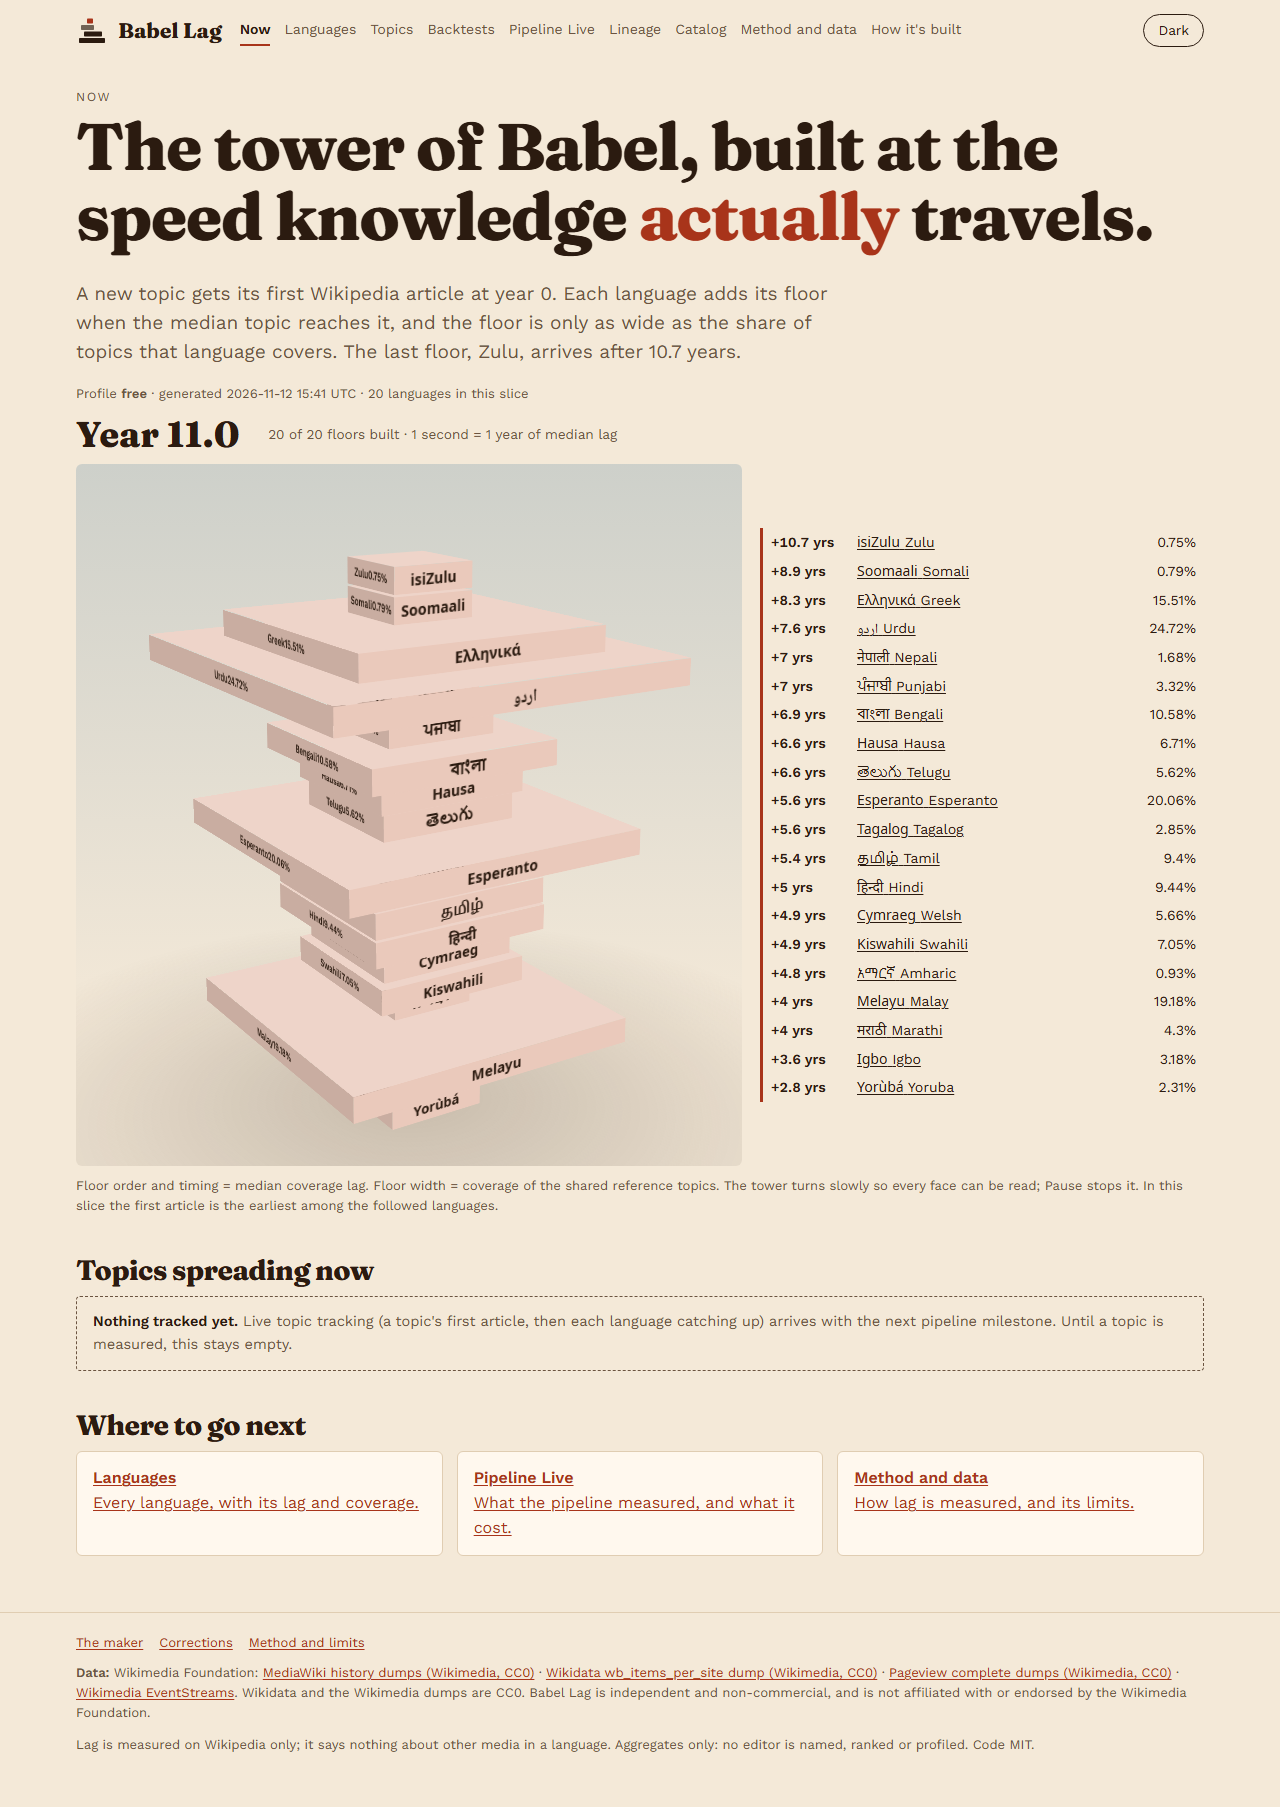 Babel Lag
Now Languages Topics Backtests Pipeline Live Lineage Catalog Method and data How it's built
Dark
NOW
The tower of Babel, built at the
speed knowledge actually travels.
A new topic gets its first Wikipedia article at year 0. Each language adds its floor
when the median topic reaches it, and the floor is only as wide as the share of
topics that language covers. The last floor, Zulu, arrives after 10.7 years.
Profile free · generated 2026-11-12 15:41 UTC · 20 languages in this slice
Year 11.0 20 of 20 floors built · 1 second = 1 year of median lag
Zulu0.75% isiZulu
Somali0.79% Soomaali
Greek15.51% Ελληνικά
Urdu24.72% اردو
ਪੰਜਾਬੀ
Bengali10.58% বাংলা
Hausa
Telugu5.62% తెలుగు
Esperanto20.06% Esperanto
தமிழ்
Hindi9.44% हिन्दी
Cymraeg
Swahili7.05% Kiswahili
Malay19.18% Melayu
Yorùbá
+10.7 yrs isiZulu Zulu 0.75%
+8.9 yrs Soomaali Somali 0.79%
+8.3 yrs Ελληνικά Greek 15.51%
+7.6 yrs اردو Urdu 24.72%
+7 yrs नेपाली Nepali 1.68%
+7 yrs ਪੰਜਾਬੀ Punjabi 3.32%
+6.9 yrs বাংলা Bengali 10.58%
+6.6 yrs Hausa Hausa 6.71%
+6.6 yrs తెలుగు Telugu 5.62%
+5.6 yrs Esperanto Esperanto 20.06%
+5.6 yrs Tagalog Tagalog 2.85%
+5.4 yrs தமிழ் Tamil 9.4%
+5 yrs हिन्दी Hindi 9.44%
+4.9 yrs Cymraeg Welsh 5.66%
+4.9 yrs Kiswahili Swahili 7.05%
+4.8 yrs አማርኛ Amharic 0.93%
+4 yrs Melayu Malay 19.18%
+4 yrs मराठी Marathi 4.3%
+3.6 yrs Igbo Igbo 3.18%
+2.8 yrs Yorùbá Yoruba 2.31%
Floor order and timing = median coverage lag. Floor width = coverage of the shared reference topics. The tower turns slowly so every face can be read; Pause stops it. In this
slice the first article is the earliest among the followed languages.
Topics spreading now
Nothing tracked yet. Live topic tracking (a topic's first article, then each language catching up) arrives with the next pipeline milestone. Until a topic is
measured, this stays empty.
Where to go next
Languages
Every language, with its lag and coverage.
Pipeline Live
What the pipeline measured, and what it
cost.
Method and data
How lag is measured, and its limits.
The maker Corrections Method and limits
Data: Wikimedia Foundation: MediaWiki history dumps (Wikimedia, CC0) · Wikidata wb_items_per_site dump (Wikimedia, CC0) · Pageview complete dumps (Wikimedia, CC0) ·
Wikimedia EventStreams. Wikidata and the Wikimedia dumps are CC0. Babel Lag is independent and non-commercial, and is not affiliated with or endorsed by the Wikimedia
Foundation.
Lag is measured on Wikipedia only; it says nothing about other media in a language. Aggregates only: no editor is named, ranked or profiled. Code MIT.